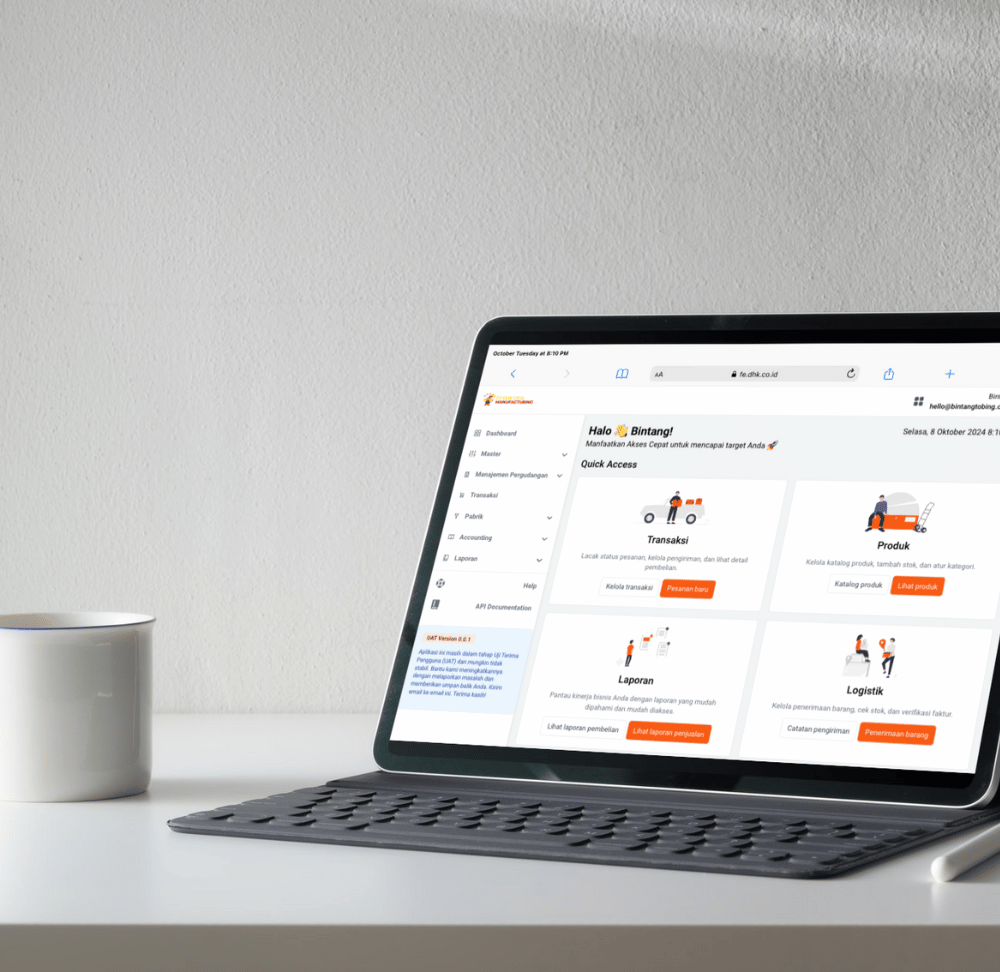 October Tuesday at 8:10 PM
AA
fe.dhk.co.id
MANUFACTURING
hello@bintangtobing.c
Dashboard
Master
Manajemen Pergudangan
Transaksi
Pabrik
Accounting
Laporan
Help
API Documentation
UAT Version 0.0.1
Aplikasi ini masih dalam tahap Uji Terima
Pengguna (UAT) dan mungkin tidak
stabil. Bantu kami meningkatkannya
dengan melaporkan masalah dan
memberikan umpan balik Anda. Kirim
email ke email ini. Terima kasih!
Halo 👋 Bintang!
Selasa, 8 Oktober 2024 8:10
Manfaatkan Akses Cepat untuk mencapai target Anda 🚀
Quick Access
Transaksi
Lacak status pesanan, kelola pengiriman, dan lihat detail
pembelian.
Kelola transaksi
Pesanan baru
Produk
Kelola katalog produk, tambah stok, dan atur kategori.
Katalog produk
Lihat produk
Laporan
Pantau kinerja bisnis Anda dengan laporan yang mudah
dipahami dan mudah diakses.
Lihat laporan pembelian
Lihat laporan penjualan
Logistik
Kelola penerimaan barang, cek stok, dan verifikasi faktur.
Catatan pengiriman
Penerimaan barang